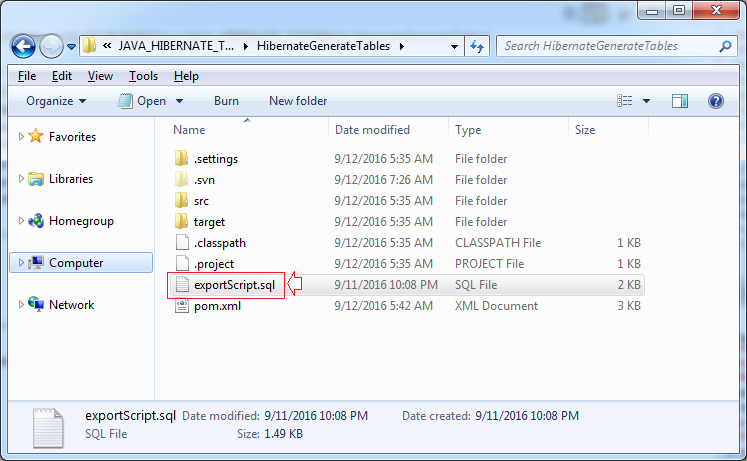 JAVA_HIBERNATE_T... HibernateGenerateTables Search HibernateGenerateTables
File Edit View Tools Help
Organize Open Burn New folder
Name Date modified Type Size
Favorites
Libraries
Homegroup
Computer
Network
.settings 9/12/2016 5:35 AM File folder
.svn 9/12/2016 7:26 AM File folder
src 9/12/2016 5:35 AM File folder
target 9/12/2016 5:35 AM File folder
.classpath 9/12/2016 5:35 AM CLASSPATH File 1 KB
.project 9/12/2016 5:35 AM PROJECT File 1 KB
exportScript.sql 9/11/2016 10:08 PM SQL File 2 KB
pom.xml 9/12/2016 5:42 AM XML Document 3 KB
exportScript.sql Date modified: 9/11/2016 10:08 PM Date created: 9/11/2016 10:08 PM
SQL File Size: 1.49 KB